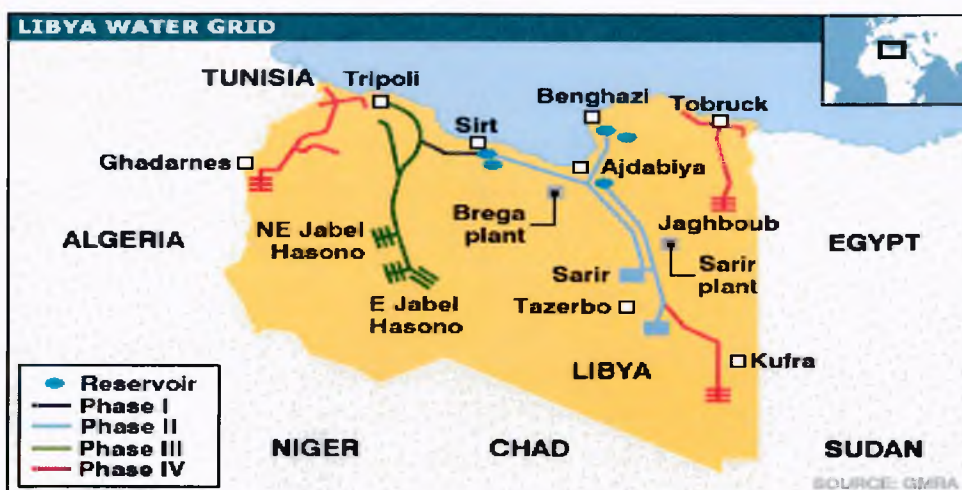 LIBYA WATER GRID
TUNISIA
Tripoli
Benghazi
Tobruck
Sirt
Ghadarnes
Ajdabiya
Brega
plant
Jaghboub
ALGERIA
NE Jabel
Hasono
EGYPT
Sarir
Sarir
plant
E Jabel
Hasono
Tazerbo
LIBYA
Kufra
Reservoir
Phase I
Phase II
Phase III
Phase IV
NIGER
CHAD
SUDAN
SOURCE: GMRA